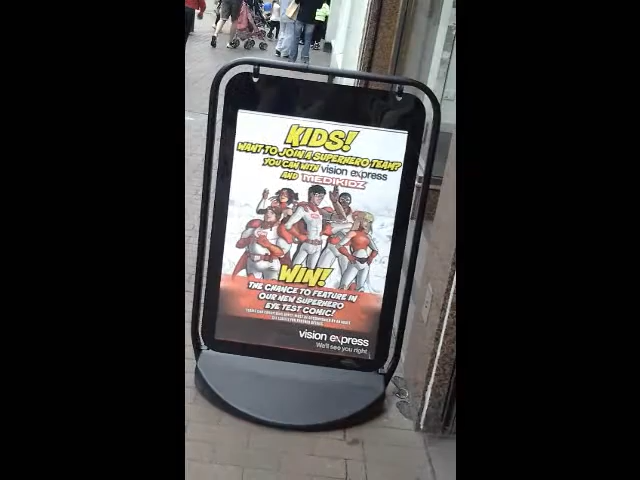 KIDS!
WANT TO JOIN A SUPERHERO TEAM?
YOU CAN WITH vision express
AND MEDIKIDZ
WIN!
THE CHANCE TO FEATURE IN
OUR NEW SUPERHERO
EYE TEST COMIC!
vision express
We'll see you right